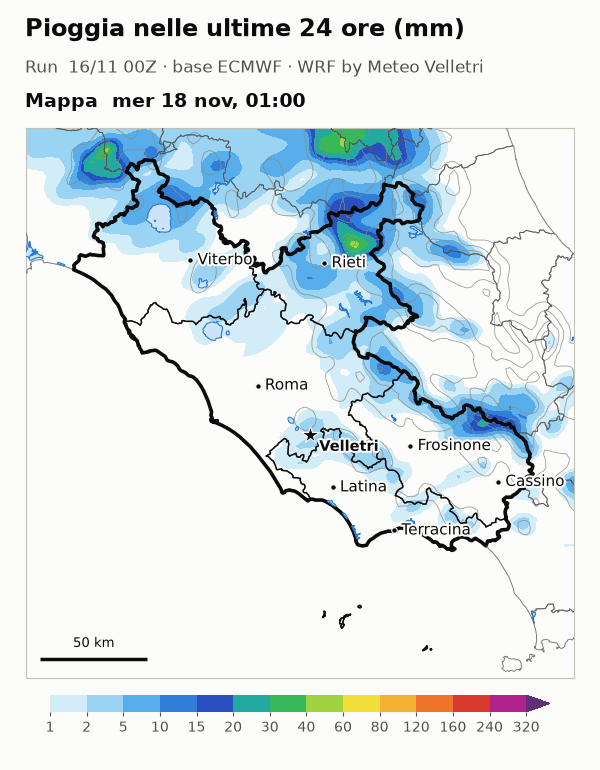 Pioggia nelle ultime 24 ore (mm)
Run 16/11 00Z · base ECMWF · WRF by Meteo Velletri
Mappa mer 18 nov, 01:00
Viterbo
Rieti
Roma
Velletri
Frosinone
Latina
Cassino
Terracina
50 km
1 2 5 10 15 20 30 40 60 80 120 160 240 320